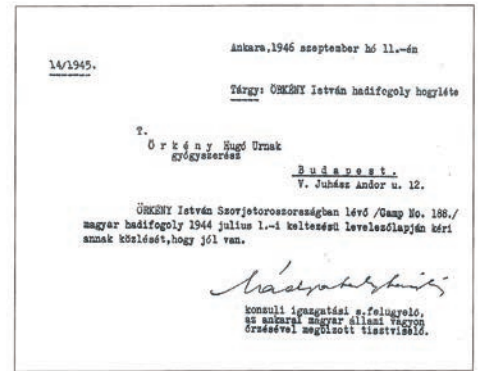 Ankara,1946 szeptember hó 11.-én
14/1945.
Tárgy: ÖRKÉNY István hadifogoly hogyléte
T.
Ö r k é n y Hugó Urnak
gyógyszerész
B u d a p e s t .
V. Juhász Andor u. 12.
ÖRKÉNY István Szovjetoroszországban lévő /Camp No. 188./
magyar hadifogoly 1944 julius 1.-i keltezésű levelezőlapján kéri
annak közlését,hogy jól van.
konzuli igazgatási s.felügyelő,
az ankarai magyar állami vagyon
őrzésével megbizott tisztviselő.